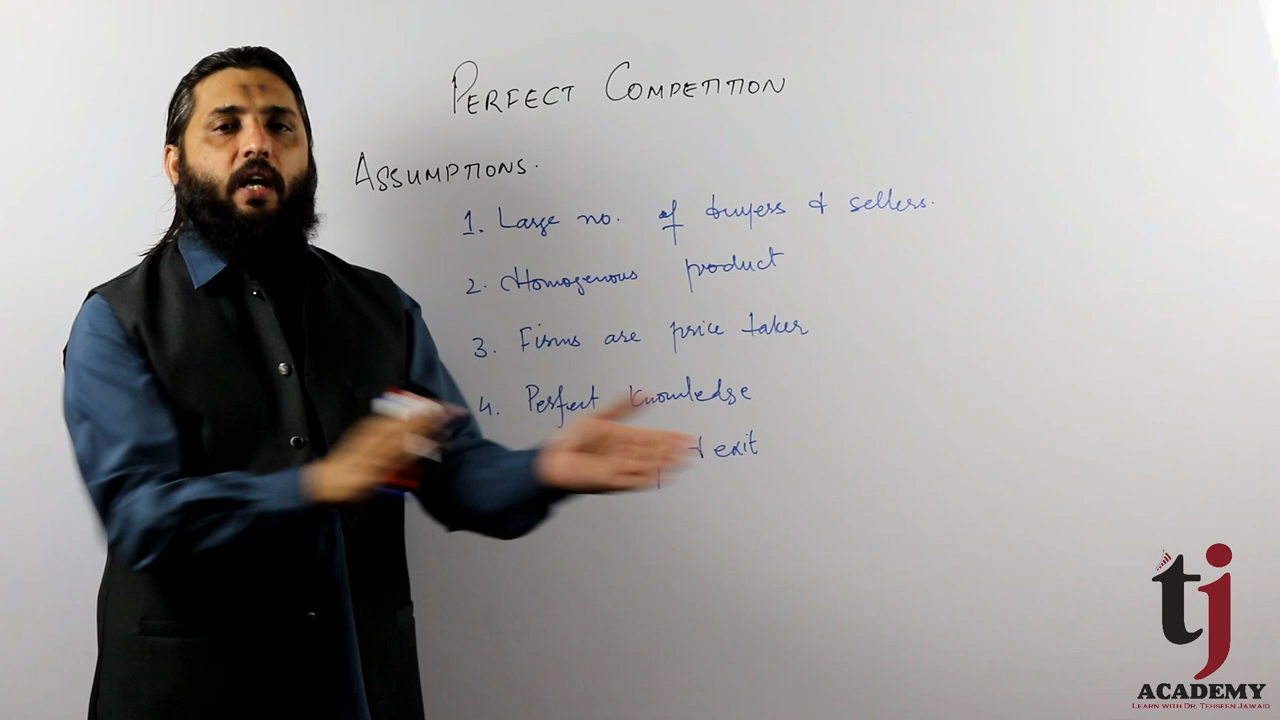 PERFECT COMPETITION
ASSUMPTIONS.
1. Large no. of buyers & sellers.
2. Homogenous product
3. Firms are price taker
4. Perfect knowledge
& exit
tj
ACADEMY
LEARN WITH DR. TEHSEEN JAWAID